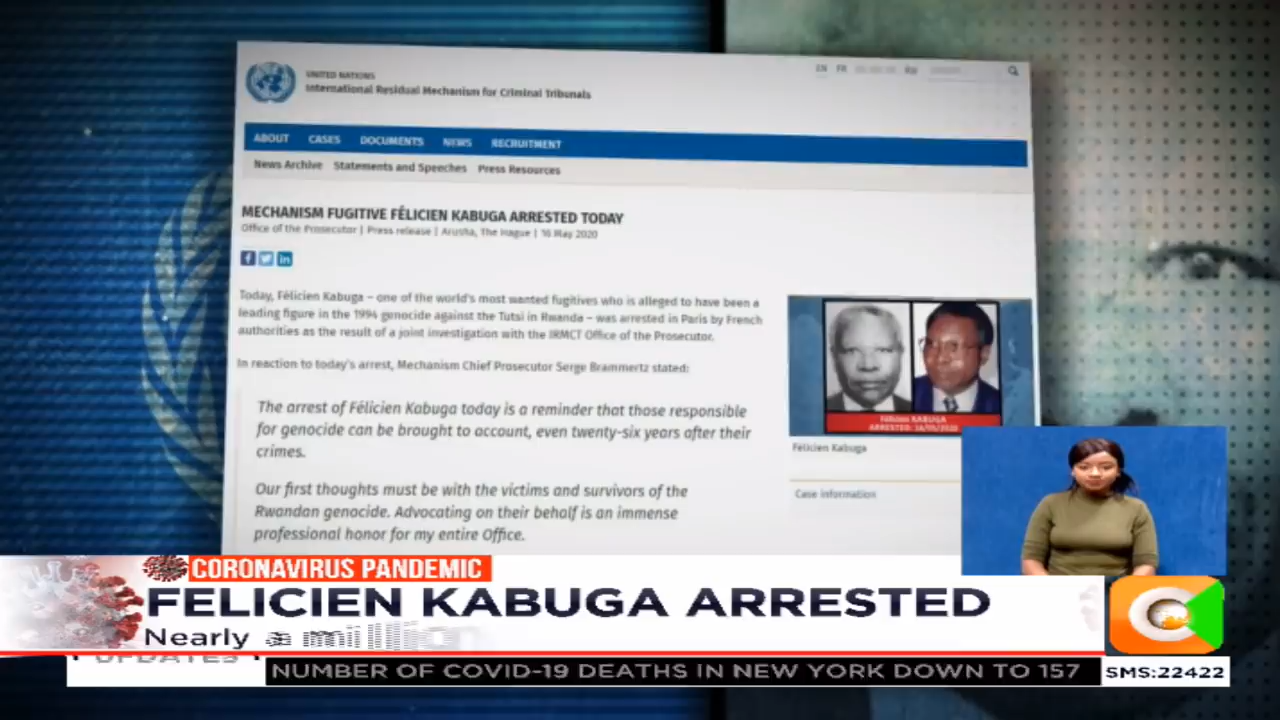 UNITED NATIONS
International Residual Mechanism for Criminal Tribunals
EN FR
ABOUT CASES DOCUMENTS NEWS RECRUITMENT
News Archive Statements and Speeches Press Resources
MECHANISM FUGITIVE FÉLICIEN KABUGA ARRESTED TODAY
Office of the Prosecutor | Press release | Arusha, The Hague | 16 May 2020
Today, Félicien Kabuga – one of the world's most wanted fugitives who is alleged to have been a
leading figure in the 1994 genocide against the Tutsi in Rwanda – was arrested in Paris by French
authorities as the result of a joint investigation with the IRMCT Office of the Prosecutor.
In reaction to today's arrest, Mechanism Chief Prosecutor Serge Brammertz stated:
The arrest of Félicien Kabuga today is a reminder that those responsible
for genocide can be brought to account, even twenty-six years after their
crimes.
Our first thoughts must be with the victims and survivors of the
Rwandan genocide. Advocating on their behalf is an immense
professional honor for my entire Office.
Félicien KABUGA
ARRESTED: 16/05/2020
Félicien Kabuga
Case information
CORONAVIRUS PANDEMIC
FELICIEN KABUGA ARRESTED
Nearly a million
UPDATES
NUMBER OF COVID-19 DEATHS IN NEW YORK DOWN TO 157
SMS:22422